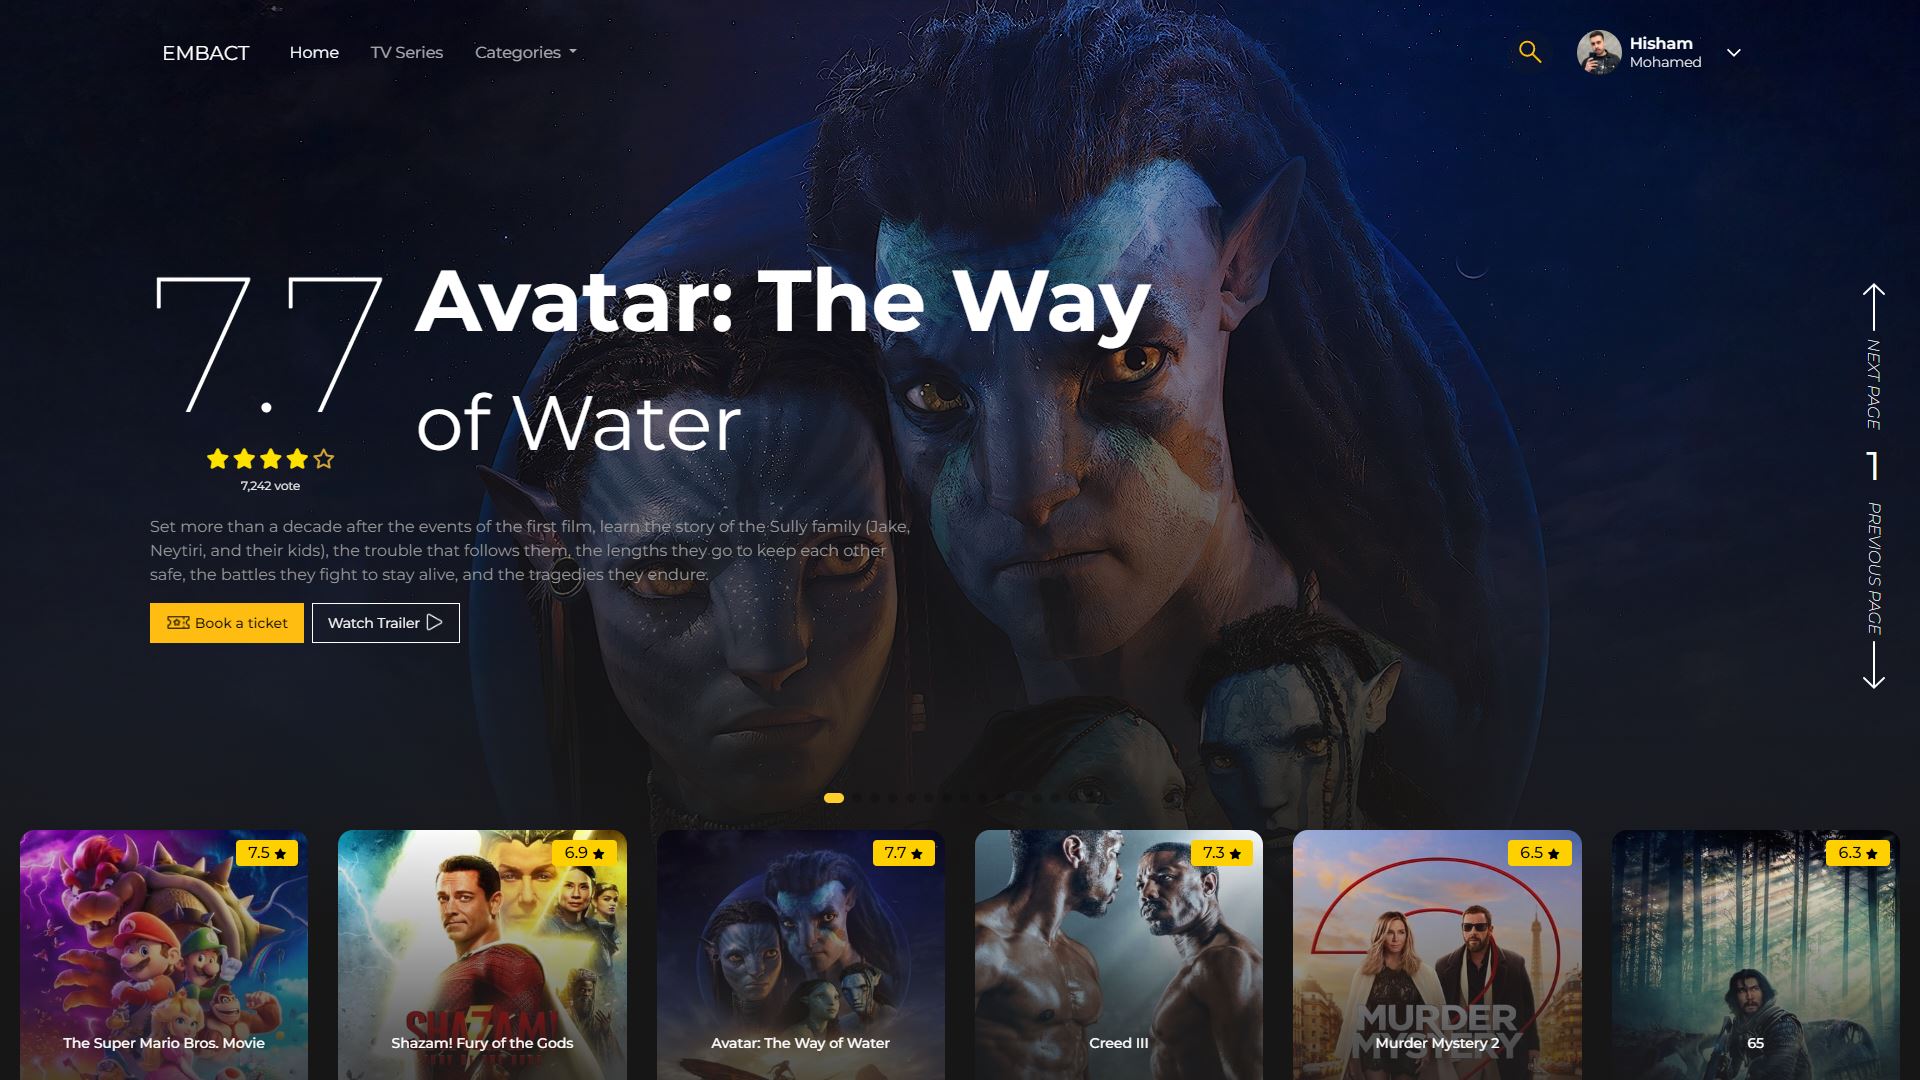 EMBACT
Home
TV Series
Categories
Hisham
Mohamed
7.7
7,242 vote
Avatar: The Way
of Water
Set more than a decade after the events of the first film, learn the story of the Sully family (Jake,
Neytiri, and their kids), the trouble that follows them, the lengths they go to keep each other
safe, the battles they fight to stay alive, and the tragedies they endure.
Book a ticket
Watch Trailer
NEXT PAGE
1
PREVIOUS PAGE
7.5
The Super Mario Bros. Movie
6.9
SHAZAM!
Shazam! Fury of the Gods
7.7
Avatar: The Way of Water
7.3
Creed III
6.5
MURDER
MYSTERY
Murder Mystery 2
6.3
65